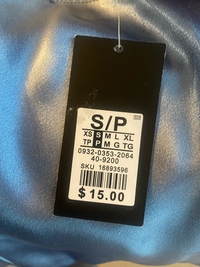 S/P
XS S M L XL
TP P M G TG
0932-0353-2064
40-9200
SKU 16893596
$15.00